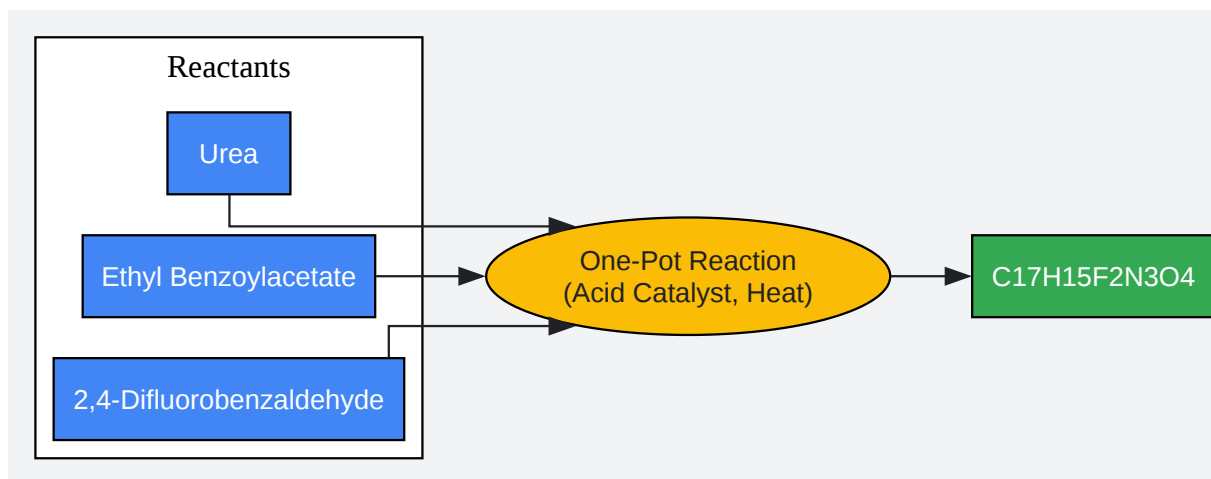 Reactants
Urea
Ethyl Benzoylacetate
2,4-Difluorobenzaldehyde
One-Pot Reaction
(Acid Catalyst, Heat)
C17H15F2N3O4